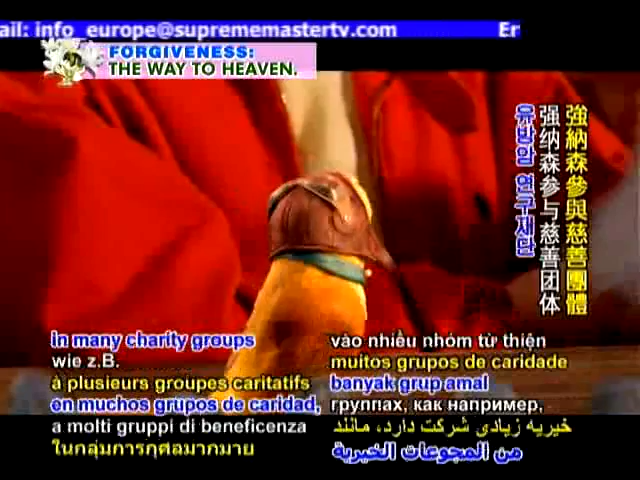 ail: info_europe@suprememastertv.com
Er
FORGIVENESS:
THE WAY TO HEAVEN.
強納森參與慈善團體
强纳森参与慈善团体
유방암 연구재단
in many charity groups
wie z.B.
à plusieurs groupes caritatifs
en muchos grupos de caridad,
a molti gruppi di beneficenza
ในกลุ่มการกุศลมากมาย
vào nhiều nhóm từ thiện
muitos grupos de caridade
banyak grup amal
группах, как например,
خیریه زیادی شرکت دارد، مانند
من المجوعات الخيرية